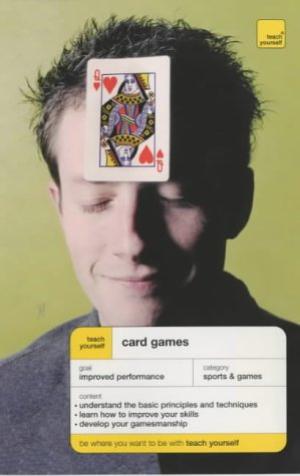 teach
yourself
Q
Q
teach
yourself
card games
goal
improved performance
category
sports & games
content
• understand the basic principles and techniques
• learn how to improve your skills
• develop your gamesmanship
be where you want to be with teach yourself